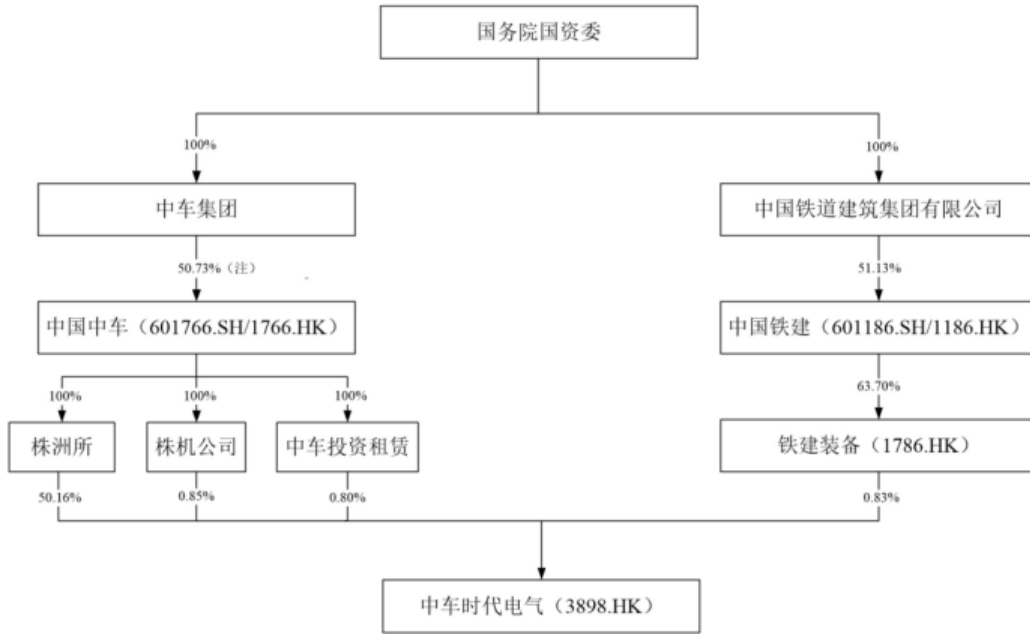 国务院国资委
100%
100%
中车集团
中国铁道建筑集团有限公司
50.73%（注）
51.13%
中国中车（601766.SH/1766.HK）
中国铁建（601186.SH/1186.HK）
100%
100%
100%
63.70%
株洲所
株机公司
中车投资租赁
铁建装备（1786.HK）
50.16%
0.85%
0.80%
0.83%
中车时代电气（3898.HK）